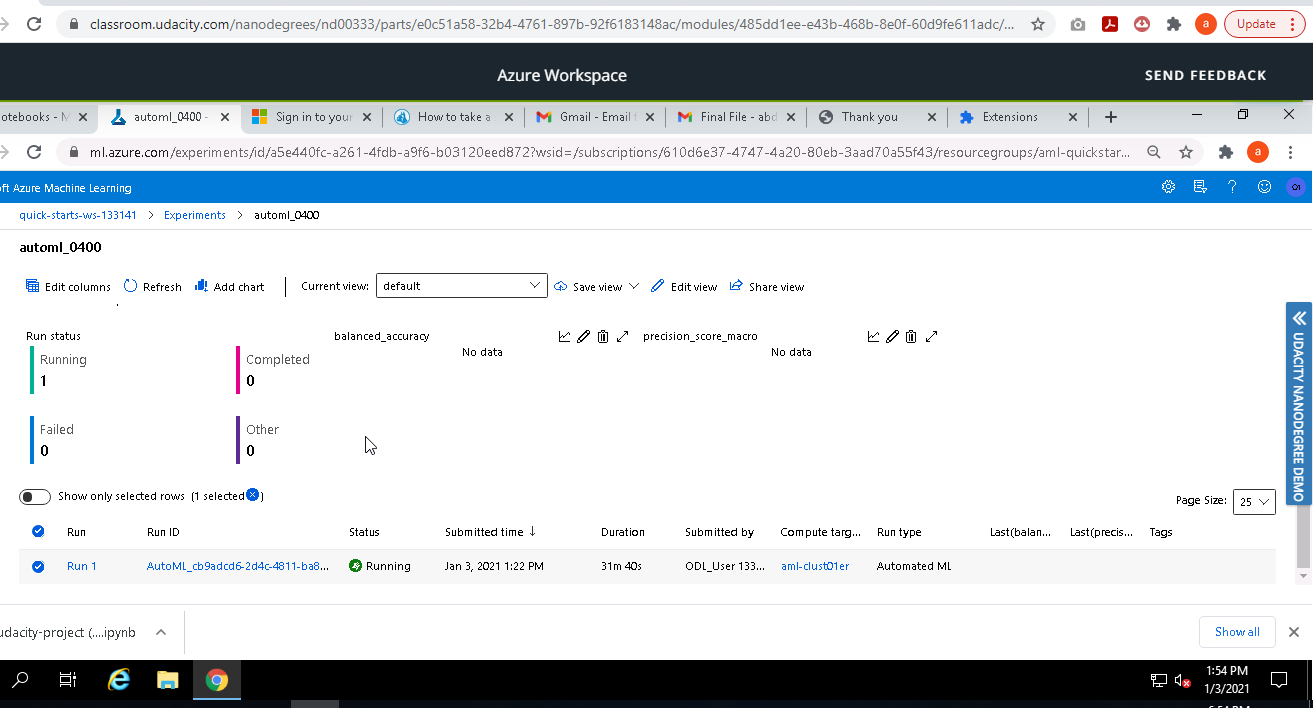 classroom.udacity.com/nanodegrees/nd00333/parts/e0c51a58-32b4-4761-897b-92f6183148ac/modules/485dd1ee-e43b-468b-8e0f-60d9fe611adc/...
a
Update
Azure Workspace
SEND FEEDBACK
otebooks - M
automl_0400 -
Sign in to your
How to take a
Gmail - Email f
Final File - abd
Thank you
Extensions
ml.azure.com/experiments/id/a5e440fc-a261-4fdb-a9f6-b03120eed872?wsid=/subscriptions/610d6e37-4747-4a20-80eb-3aad70a55f43/resourcegroups/aml-quickstar...
a
ft Azure Machine Learning
quick-starts-ws-133141 > Experiments > automl_0400
automl_0400
Edit columns Refresh Add chart Current view: default Save view Edit view Share view
Run status
Running
1
Completed
0
Failed
0
Other
0
balanced_accuracy
No data
precision_score_macro
No data
UDACITY NANODEGREE DEMO
Show only selected rows (1 selected )
Page Size: 25
Run Run ID Status Submitted time ↓ Duration Submitted by Compute targ... Run type Last(balan... Last(precis... Tags
Run 1 AutoML_cb9adcd6-2d4c-4811-ba8... Running Jan 3, 2021 1:22 PM 31m 40s ODL_User 133... aml-clust01er Automated ML
udacity-project (....ipynb
Show all
1:54 PM
1/3/2021